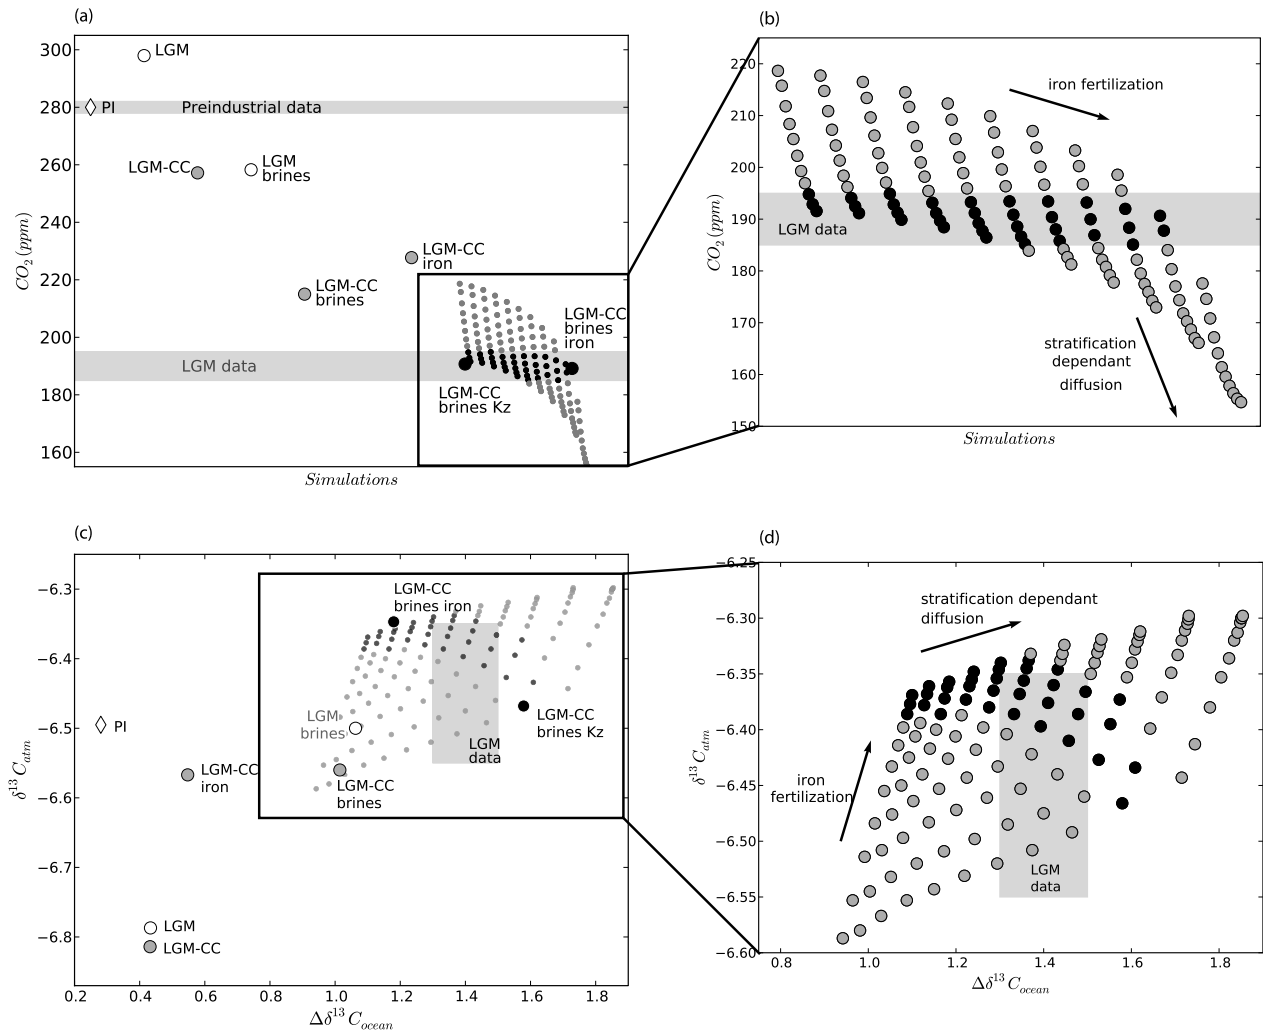 (a)
300
280
260
240
220
200
180
160
CO₂ (ppm)
LGM
PI
Preindustrial data
LGM-CC
LGM
brines
LGM-CC
iron
LGM-CC
brines
LGM-CC
brines
iron
LGM data
LGM-CC
brines Kz
Simulations
(b)
220
210
200
190
180
170
160
150
CO₂ (ppm)
iron fertilization
LGM data
stratification
dependant
diffusion
Simulations
(c)
−6.3
−6.4
−6.5
−6.6
−6.7
−6.8
δ¹³C_atm
LGM-CC
brines iron
LGM
brines
LGM
data
LGM-CC
brines Kz
PI
LGM-CC
iron
LGM-CC
brines
LGM
LGM-CC
0.2 0.4 0.6 0.8 1.0 1.2 1.4 1.6 1.8
Δδ¹³C_ocean
(d)
−6.25
−6.30
−6.35
−6.40
−6.45
−6.50
−6.55
−6.60
δ¹³C_atm
stratification dependant
diffusion
iron
fertilization
LGM
data
0.8 1.0 1.2 1.4 1.6 1.8
Δδ¹³C_ocean